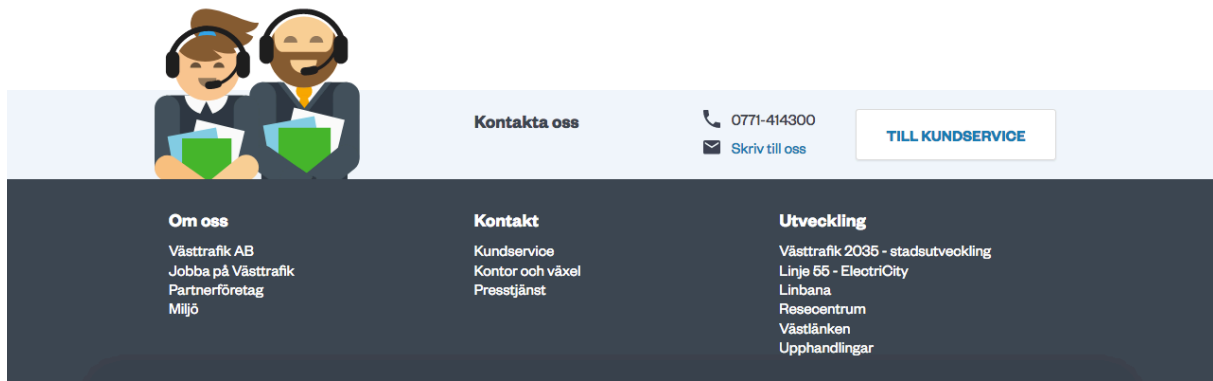 Kontakta oss
0771-414300
Skriv till oss
TILL KUNDSERVICE
Om oss
Västtrafik AB
Jobba på Västtrafik
Partnerföretag
Miljö
Kontakt
Kundservice
Kontor och växel
Presstjänst
Utveckling
Västtrafik 2035 - stadsutveckling
Linje 55 - ElectriCity
Linbana
Resecentrum
Västlänken
Upphandlingar